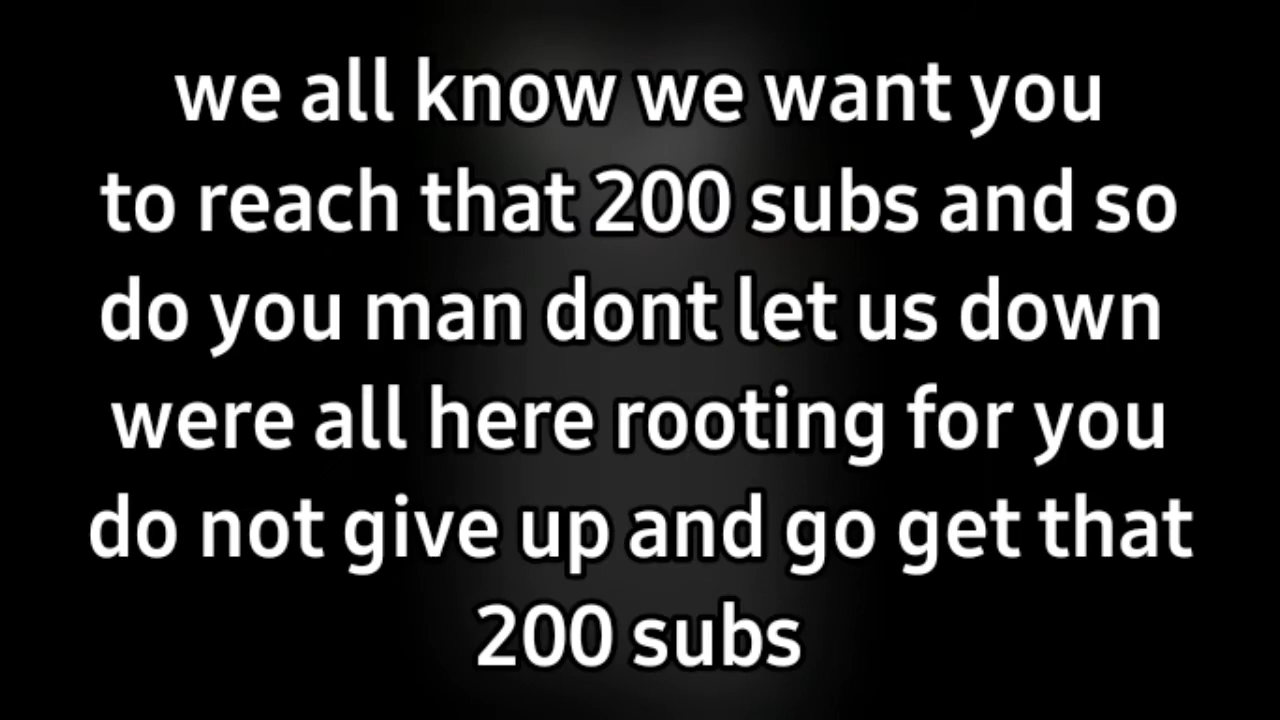 we all know we want you
to reach that 200 subs and so
do you man dont let us down
were all here rooting for you
do not give up and go get that
200 subs